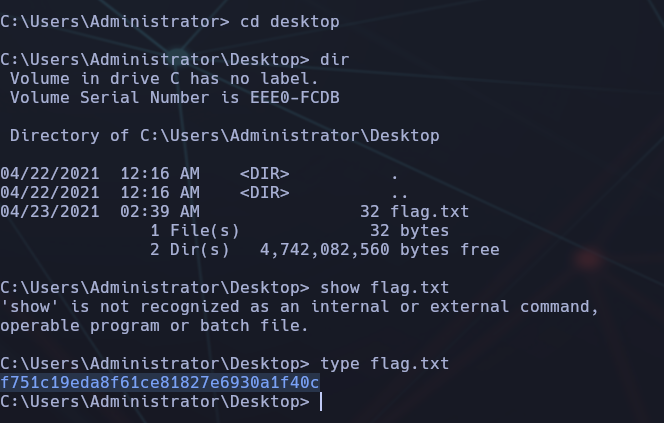 C:\Users\Administrator> cd desktop
C:\Users\Administrator\Desktop> dir
 Volume in drive C has no label.
 Volume Serial Number is EEE0-FCDB
 Directory of C:\Users\Administrator\Desktop
04/22/2021  12:16 AM    <DIR>          .
04/22/2021  12:16 AM    <DIR>          ..
04/23/2021  02:39 AM                32 flag.txt
               1 File(s)             32 bytes
               2 Dir(s)   4,742,082,560 bytes free
C:\Users\Administrator\Desktop> show flag.txt
'show' is not recognized as an internal or external command,
operable program or batch file.
C:\Users\Administrator\Desktop> type flag.txt
f751c19eda8f61ce81827e6930a1f40c
C:\Users\Administrator\Desktop>